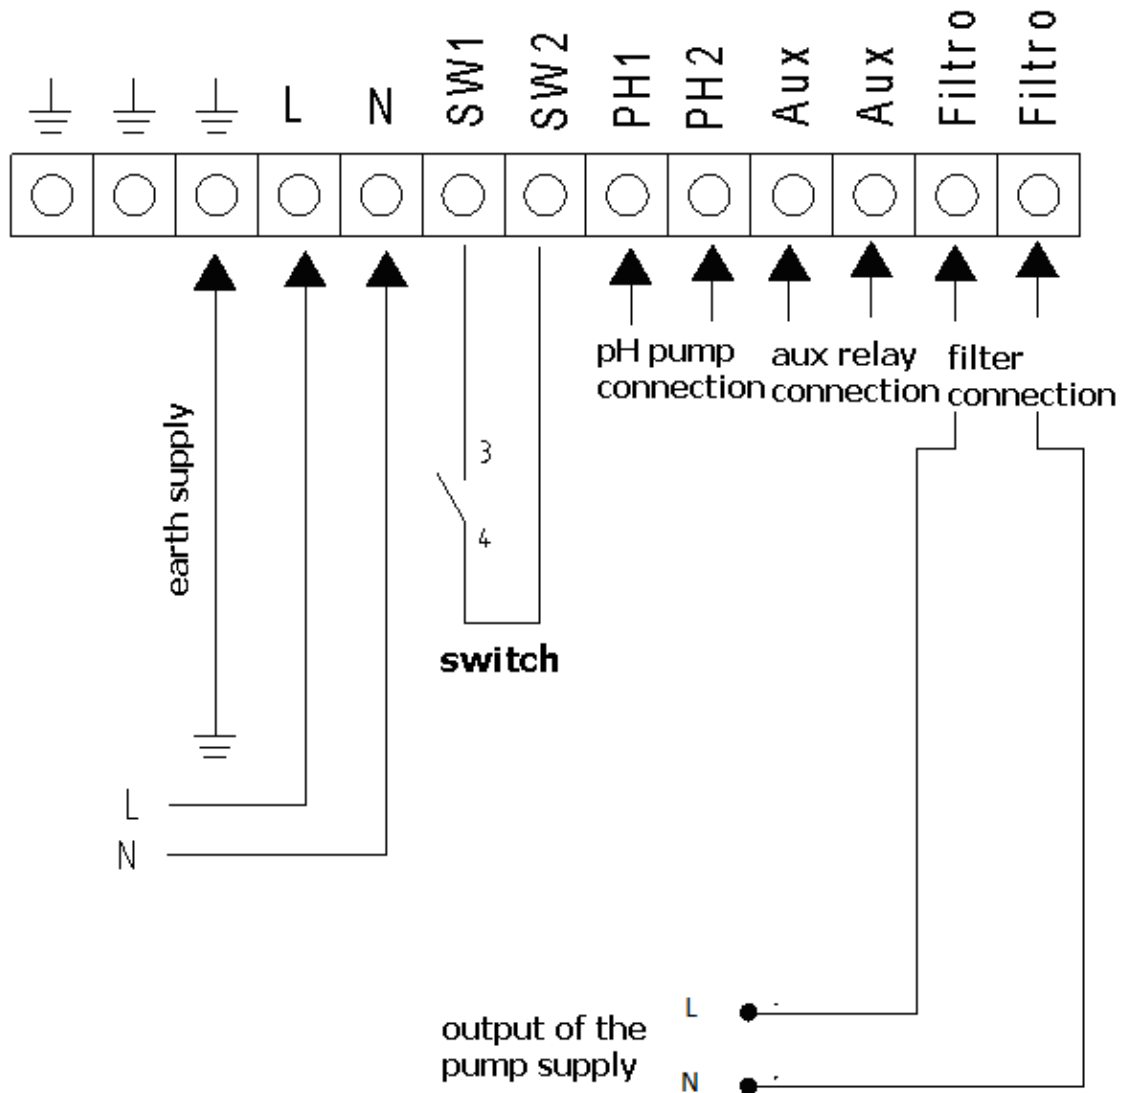 L N SW1 SW2 PH1 PH2 Aux Aux Filtro Filtro
pH pump
connection
aux relay
connection
filter
connection
earth supply
3
4
switch
L
N
output of the
pump supply
L
N